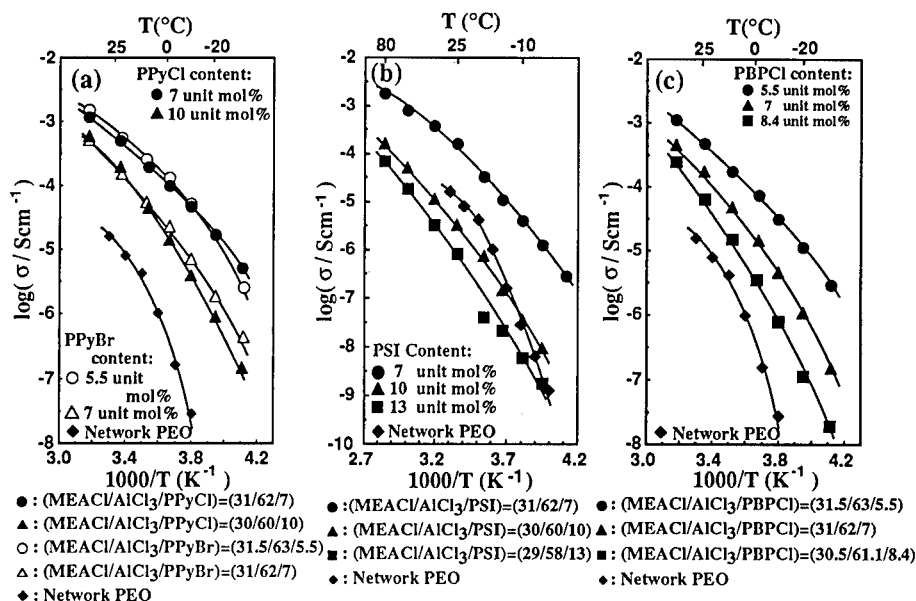 T(°C)
25 0 -20
-2
-3
-4
-5
-6
-7
-8
log( σ / Scm⁻¹)
(a)
PPyCl content:
● 7 unit mol%
▲ 10 unit mol%
PPyBr
content:
○ 5.5 unit
mol%
△ 7 unit mol%
◆ Network PEO
3.0 3.4 3.8 4.2
1000/T (K⁻¹)
● : (MEACl/AlCl₃/PPyCl)=(31/62/7)
▲ : (MEACl/AlCl₃/PPyCl)=(30/60/10)
○ : (MEACl/AlCl₃/PPyBr)=(31.5/63/5.5)
△ : (MEACl/AlCl₃/PPyBr)=(31/62/7)
◆ : Network PEO
T (°C)
80 25 -10
-2
-3
-4
-5
-6
-7
-8
-9
-10
log( σ / Scm⁻¹)
(b)
PSI Content:
● 7 unit mol%
▲ 10 unit mol%
■ 13 unit mol%
◆ Network PEO
2.7 3.2 3.7 4.2
1000/T (K⁻¹)
● : (MEACl/AlCl₃/PSI)=(31/62/7)
▲ : (MEACl/AlCl₃/PSI)=(30/60/10)
■ : (MEACl/AlCl₃/PSI)=(29/58/13)
◆ : Network PEO
T (°C)
25 0 -20
-2
-3
-4
-5
-6
-7
-8
log( σ / Scm⁻¹)
(c)
PBPCl content:
● 5.5 unit mol%
▲ 7 unit mol%
■ 8.4 unit mol%
◆ Network PEO
3.0 3.4 3.8 4.2
1000/T (K⁻¹)
● : (MEACl/AlCl₃/PBPCl)=(31.5/63/5.5)
▲ : (MEACl/AlCl₃/PBPCl)=(31/62/7)
■ : (MEACl/AlCl₃/PBPCl)=(30.5/61.1/8.4)
◆ : Network PEO